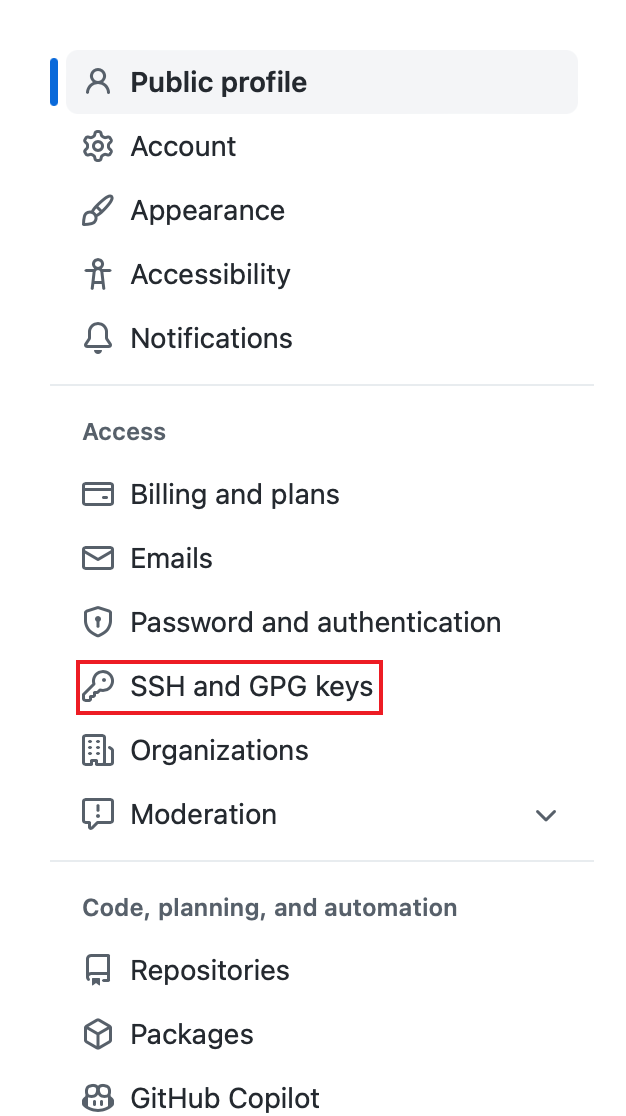 Public profile
Account
Appearance
Accessibility
Notifications
Access
Billing and plans
Emails
Password and authentication
SSH and GPG keys
Organizations
Moderation
Code, planning, and automation
Repositories
Packages
GitHub Copilot